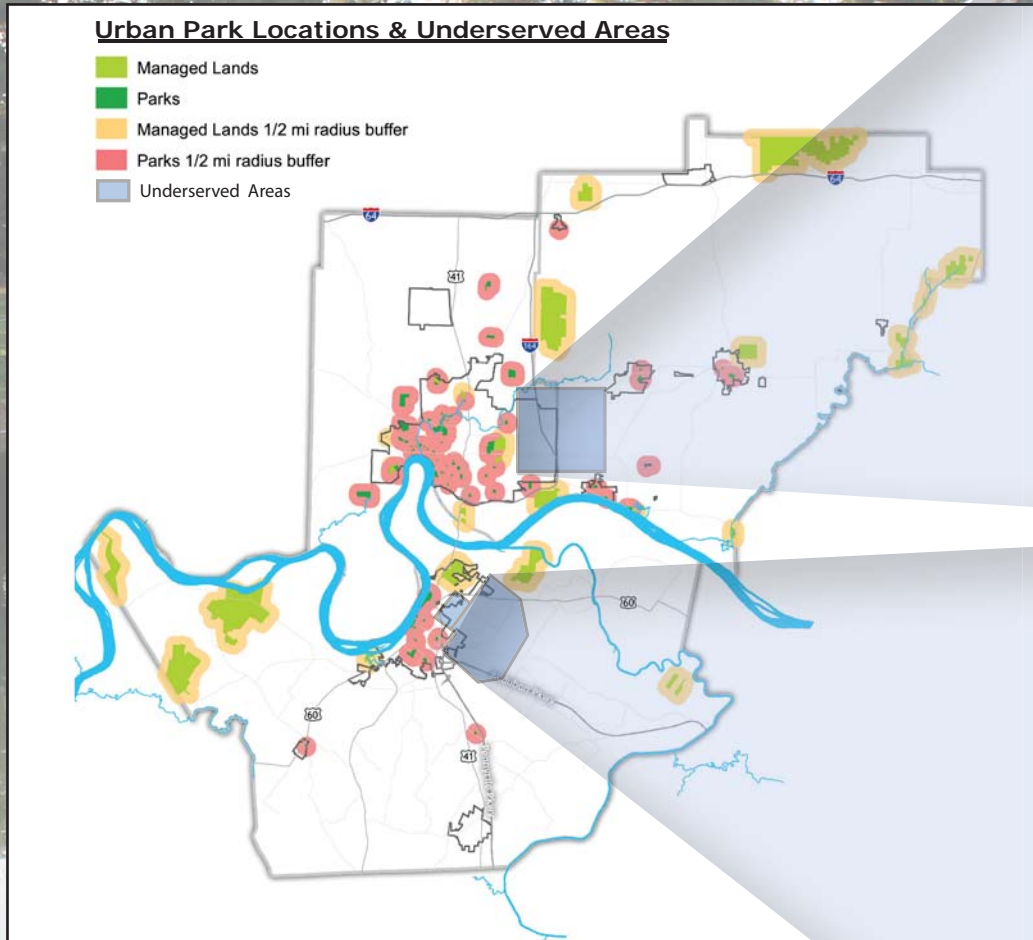 Urban Park Locations & Underserved Areas
Managed Lands
Parks
Managed Lands 1/2 mi radius buffer
Parks 1/2 mi radius buffer
Underserved Areas
64
64
41
164
60
60
41